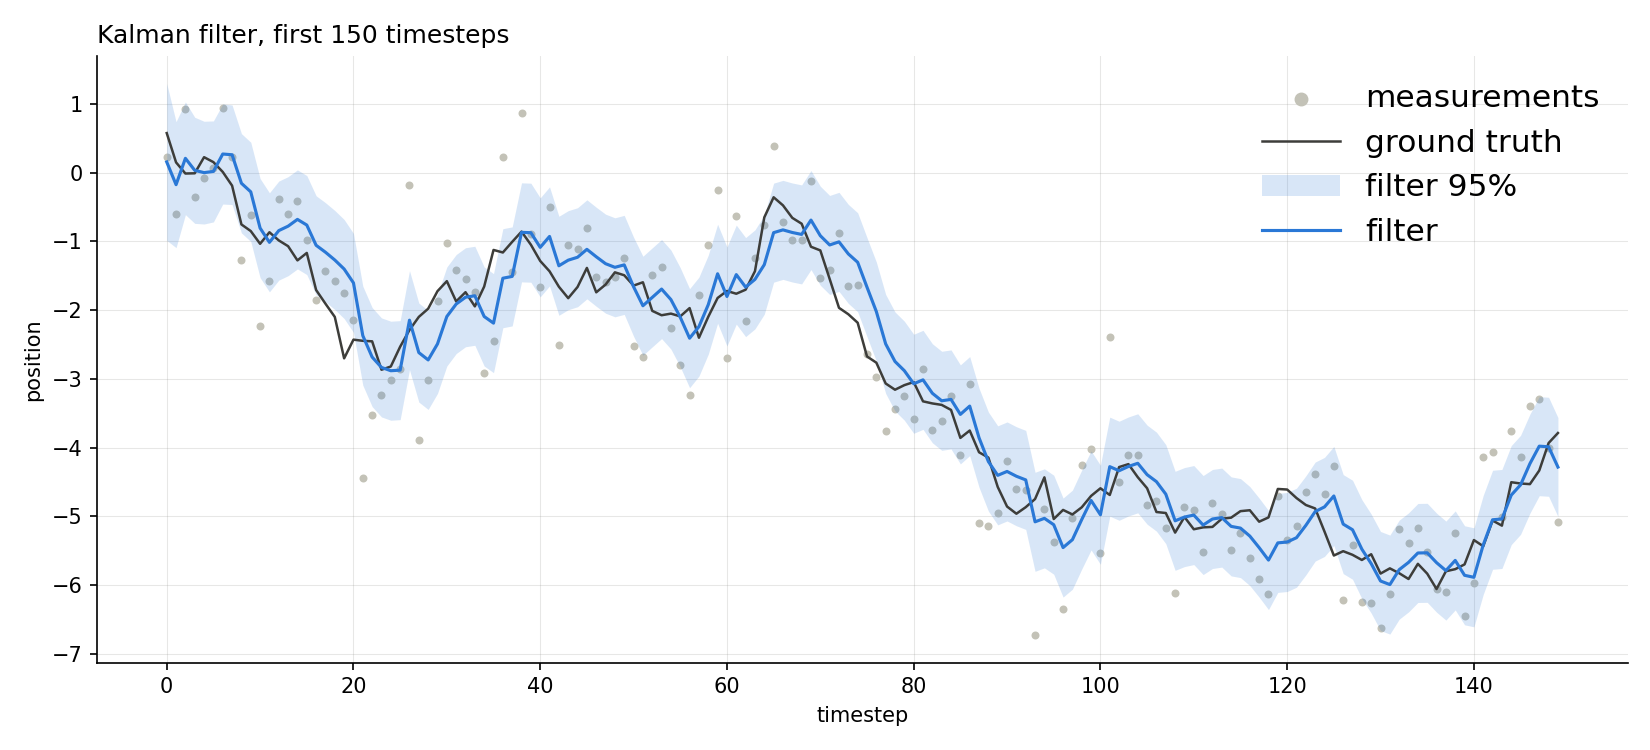 Kalman filter, first 150 timesteps
measurements
ground truth
filter 95%
filter
position
1
0
−1
−2
−3
−4
−5
−6
−7
0 20 40 60 80 100 120 140
timestep